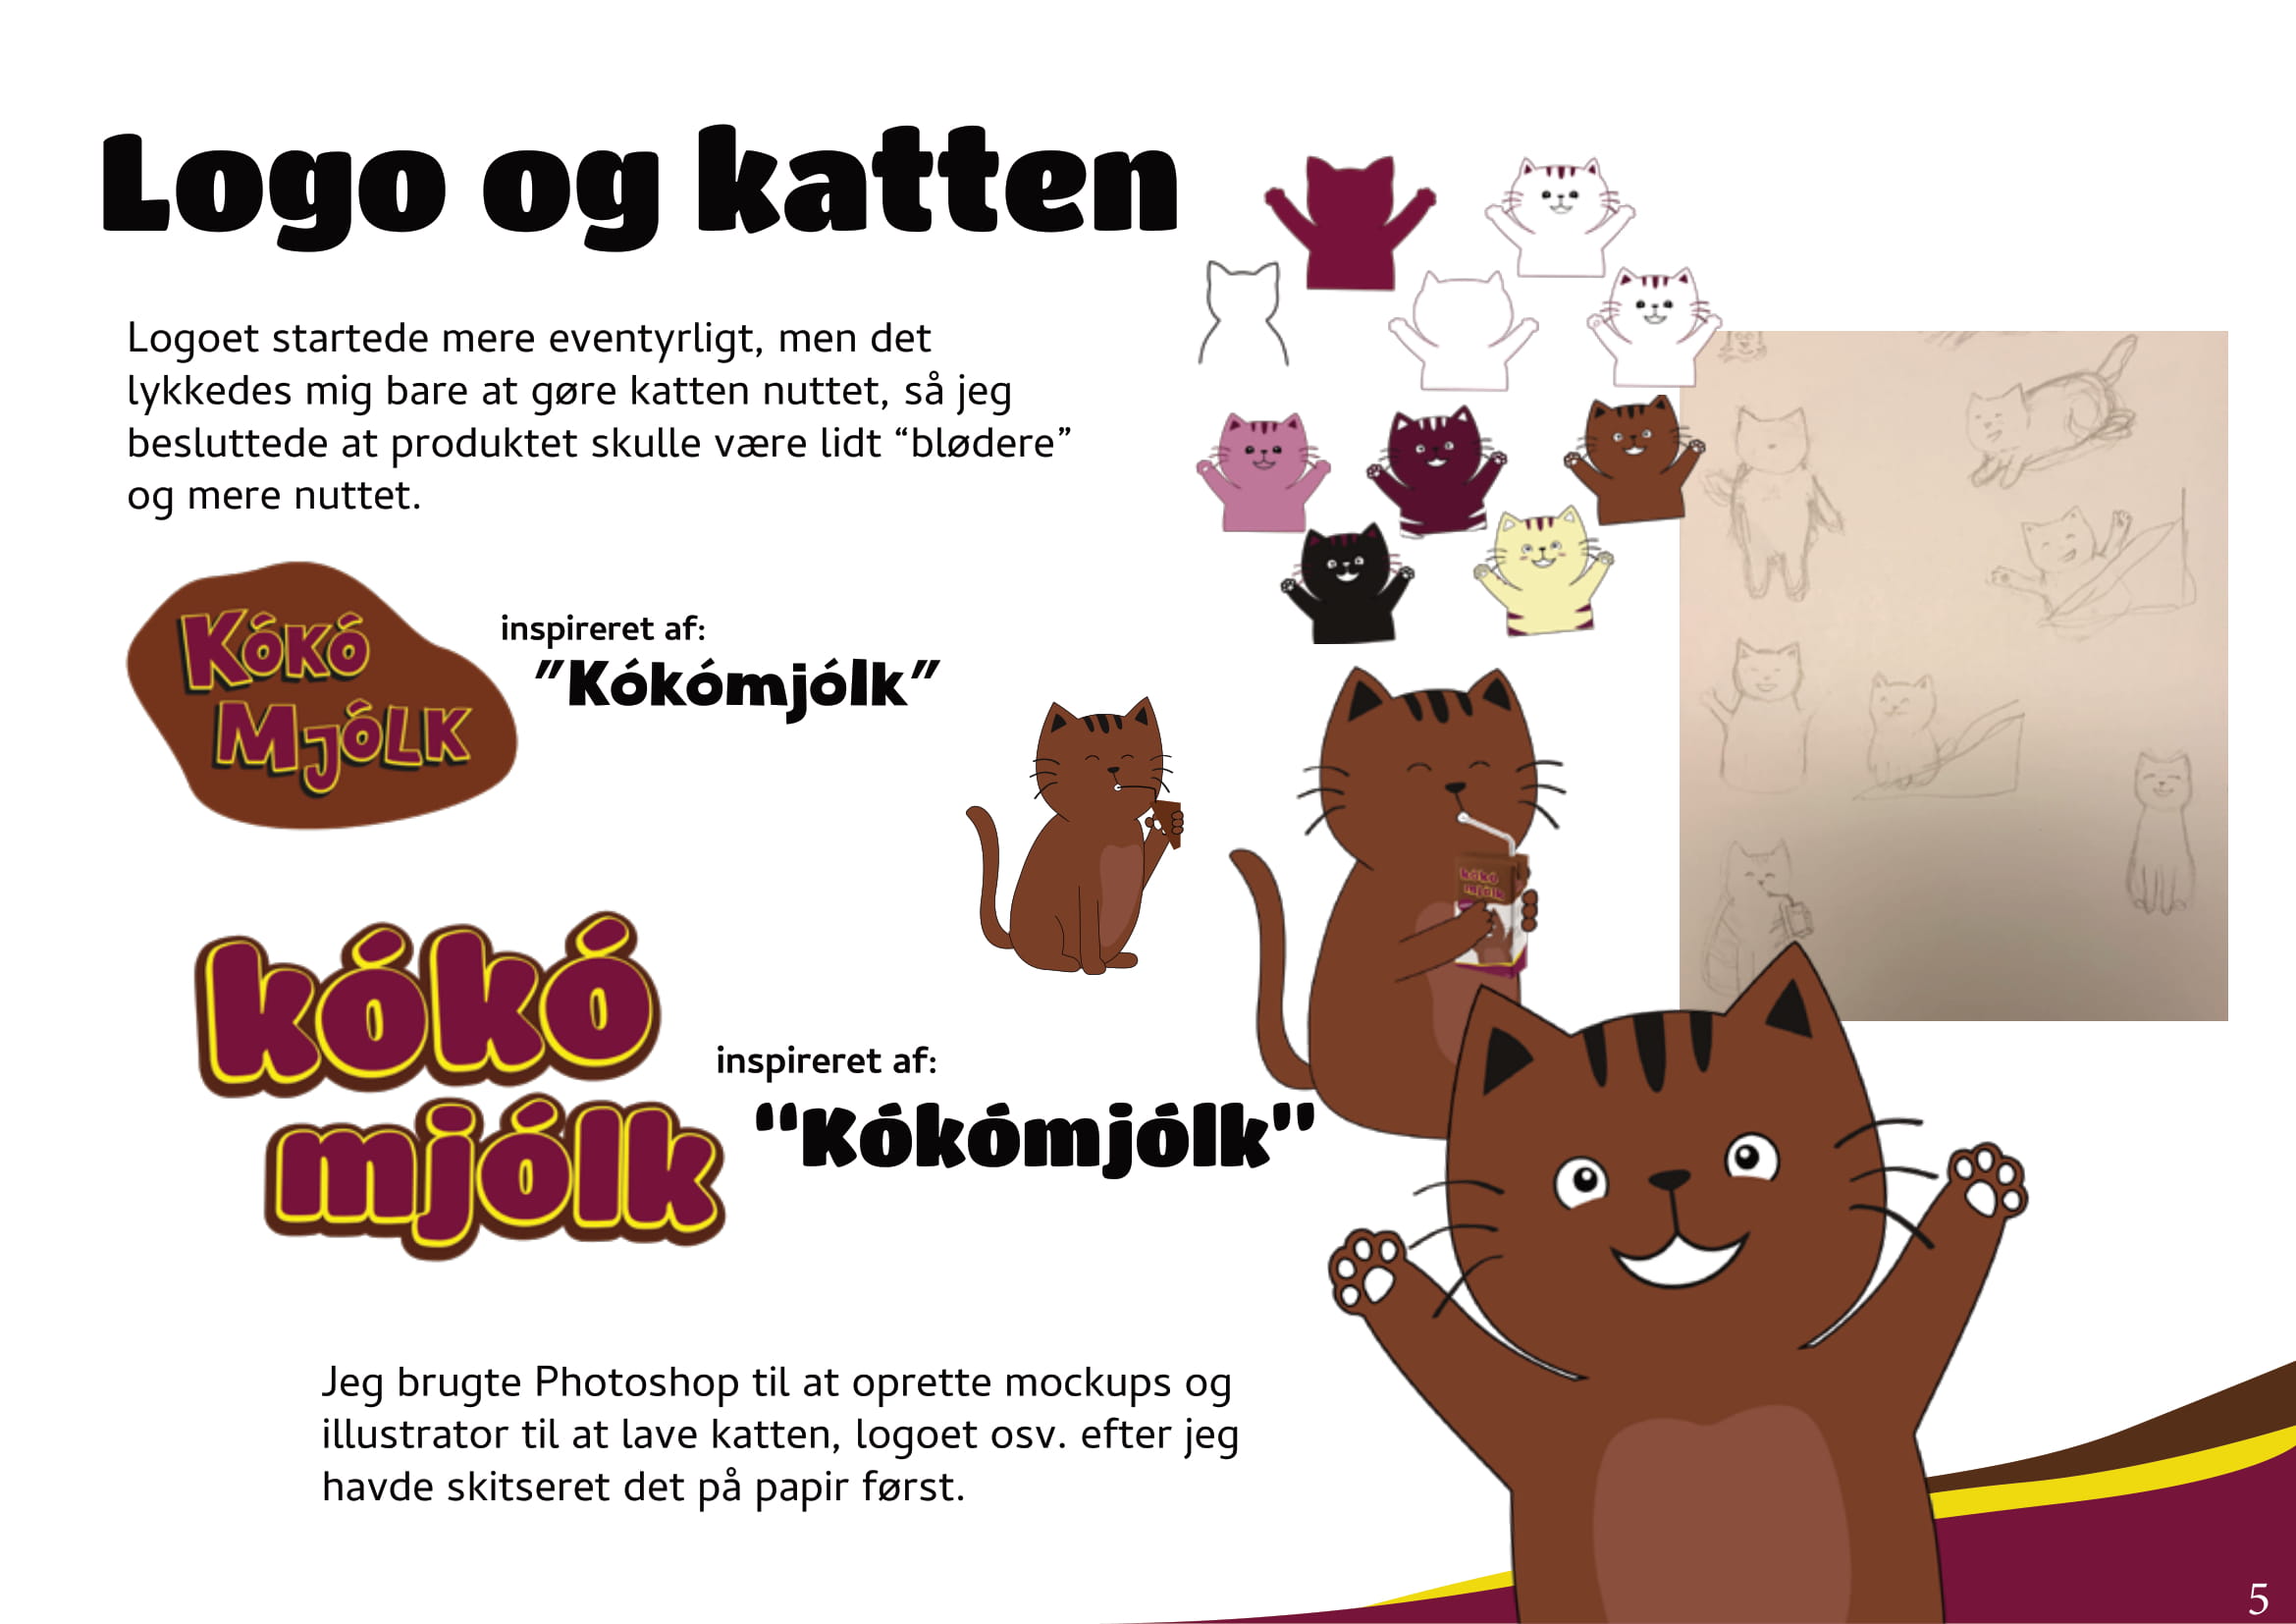 Logo og katten
Logoet startede mere eventyrligt, men det
lykkedes mig bare at gøre katten nuttet, så jeg
besluttede at produktet skulle være lidt “blødere”
og mere nuttet.
KÓKÓ
MJÓLK
inspireret af:
"Kókómjólk"
kókó
mjólk
kókó
mjólk
inspireret af:
"Kókómjólk"
Jeg brugte Photoshop til at oprette mockups og
illustrator til at lave katten, logoet osv. efter jeg
havde skitseret det på papir først.
5